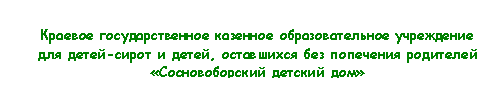 Краевое государственное казенное образовательное учреждение
для детей-сирот и детей, оставшихся без попечения родителей
«Сосновоборский детский дом»